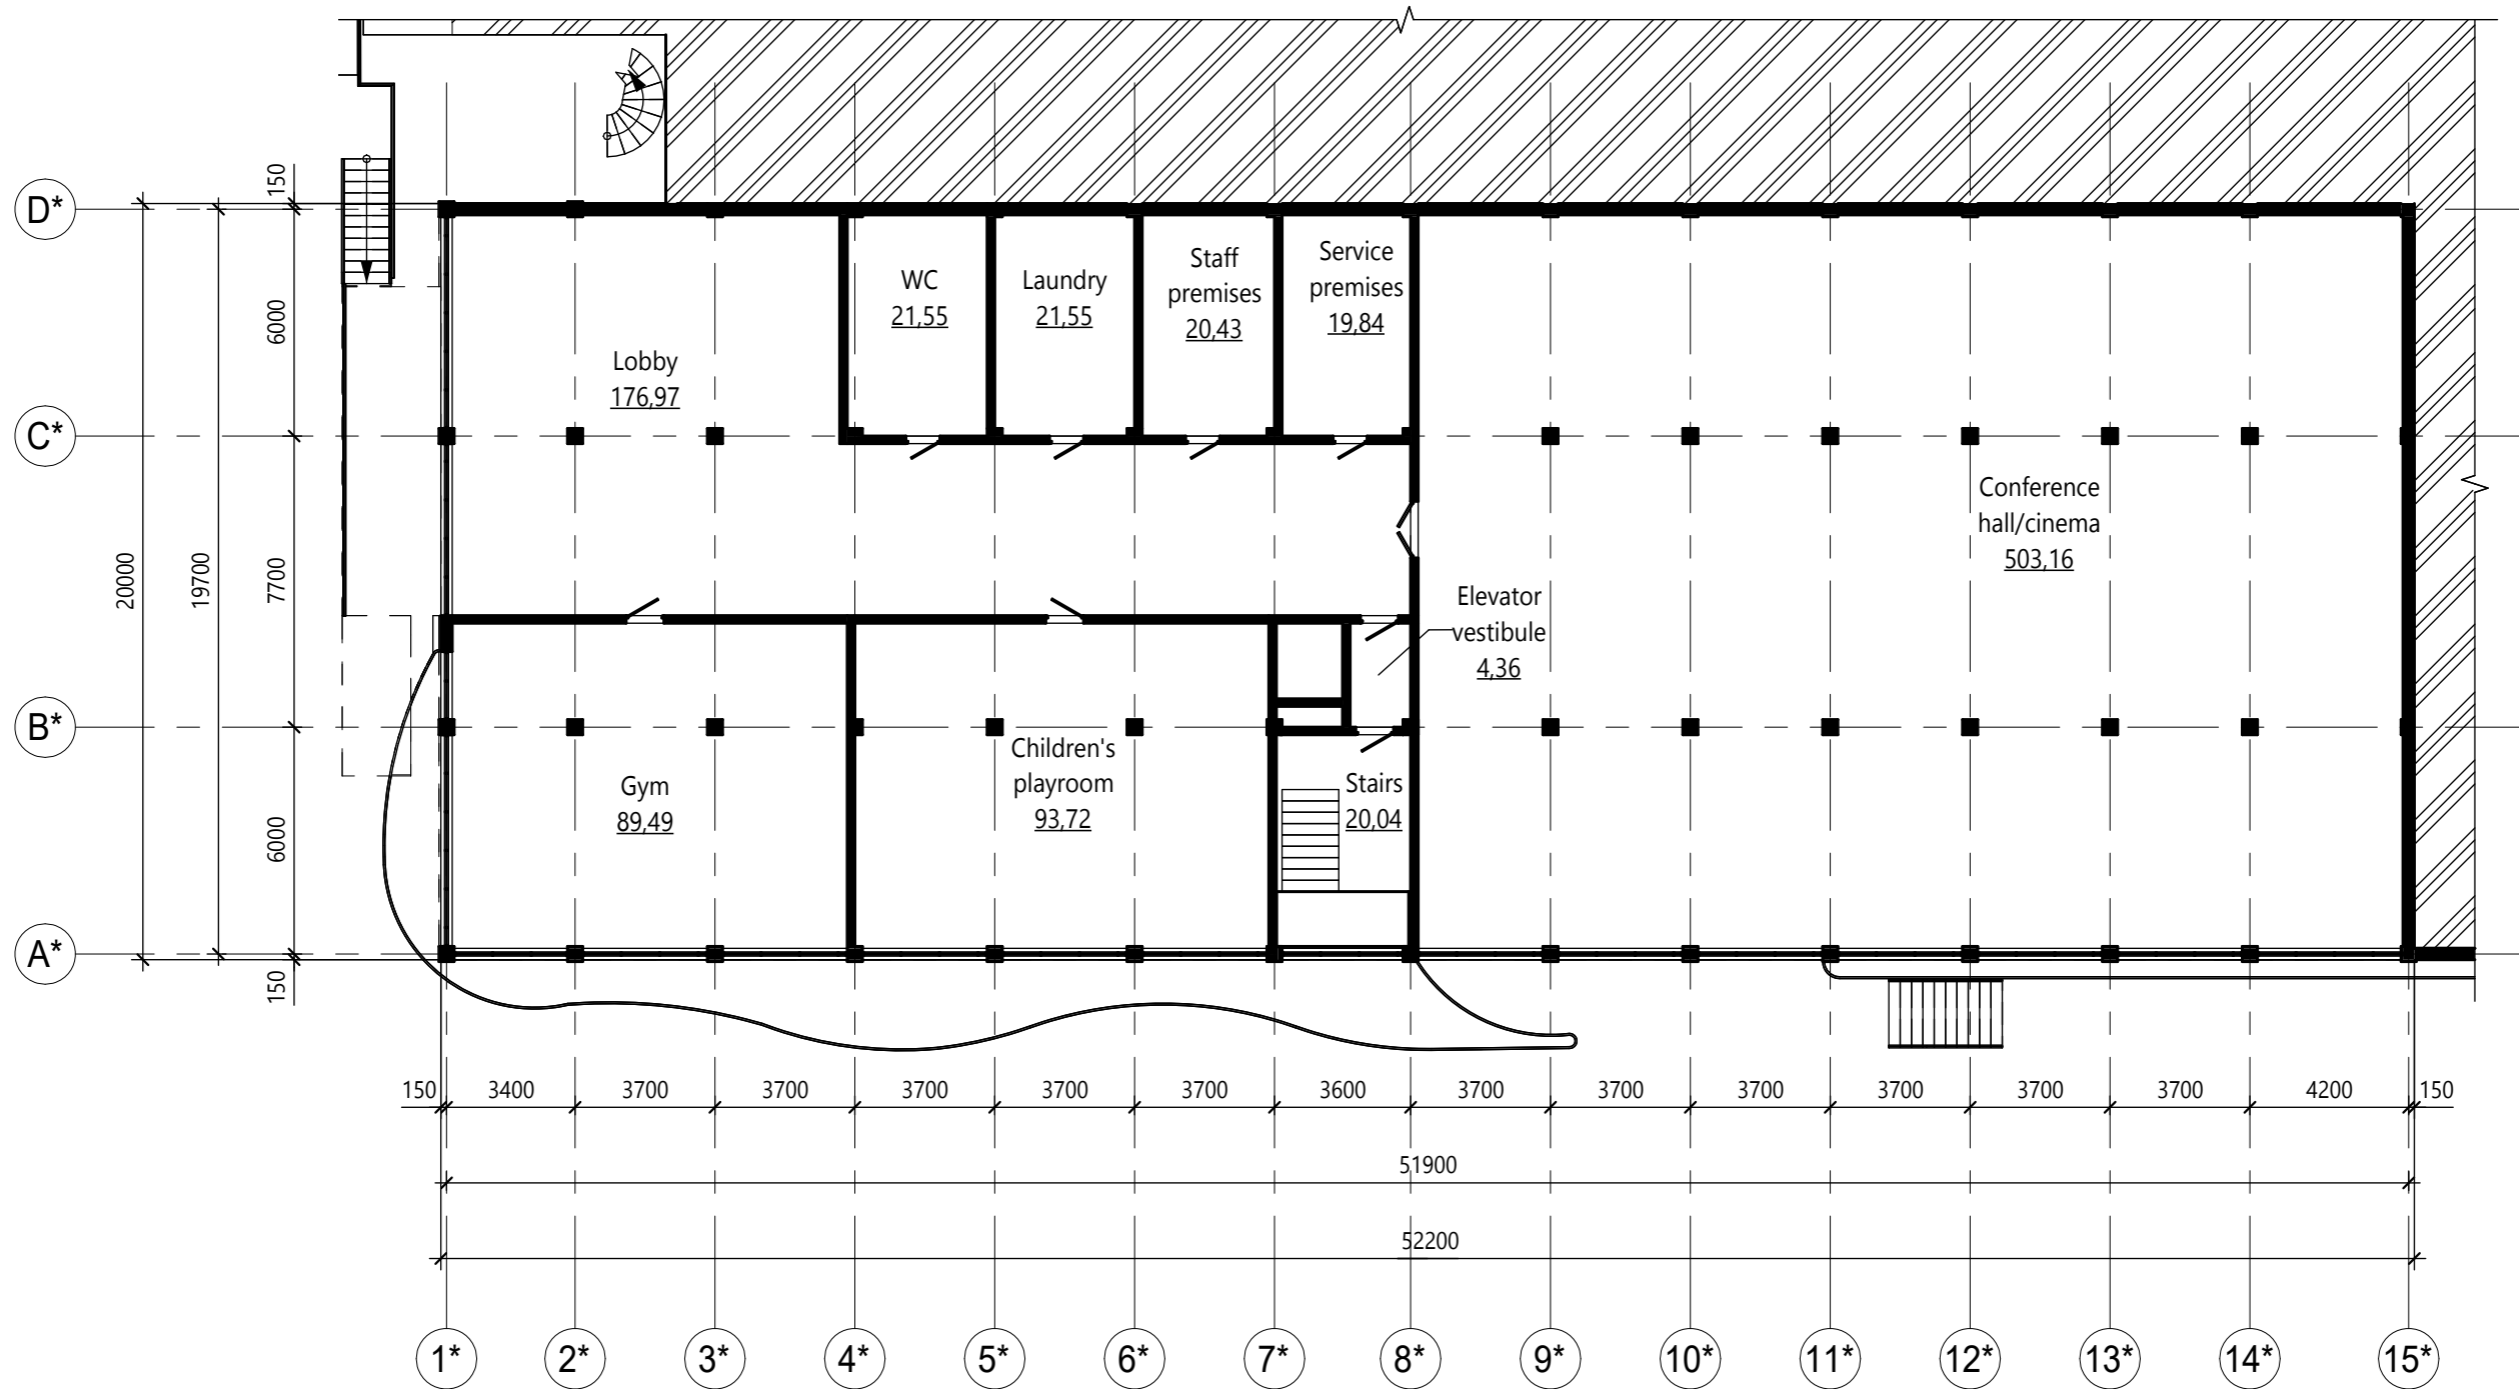 D*
C*
B*
A*
150
6000
7700
6000
150
19700
20000
Lobby
176,97
WC
21,55
Laundry
21,55
Staff
premises
20,43
Service
premises
19,84
Conference
hall/cinema
503,16
Elevator
vestibule
4,36
Gym
89,49
Children's
playroom
93,72
Stairs
20,04
150 3400 3700 3700 3700 3700 3700 3600 3700 3700 3700 3700 3700 3700 4200 150
51900
52200
1* 2* 3* 4* 5* 6* 7* 8* 9* 10* 11* 12* 13* 14* 15*